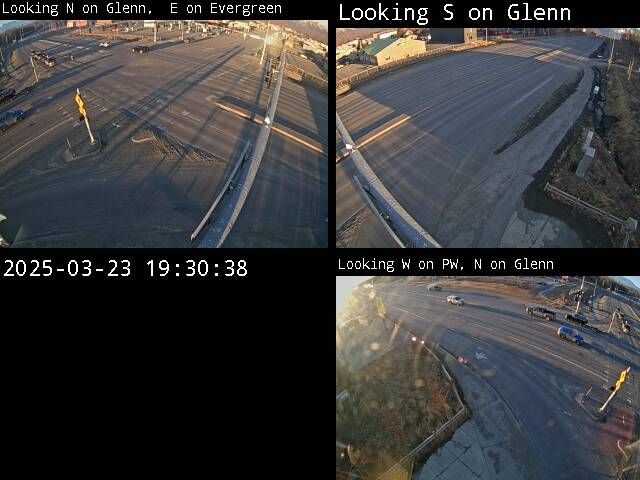 Looking N on Glenn,  E on Evergreen
Looking S on Glenn
2025-03-23 19:30:38
Looking W on PW, N on Glenn